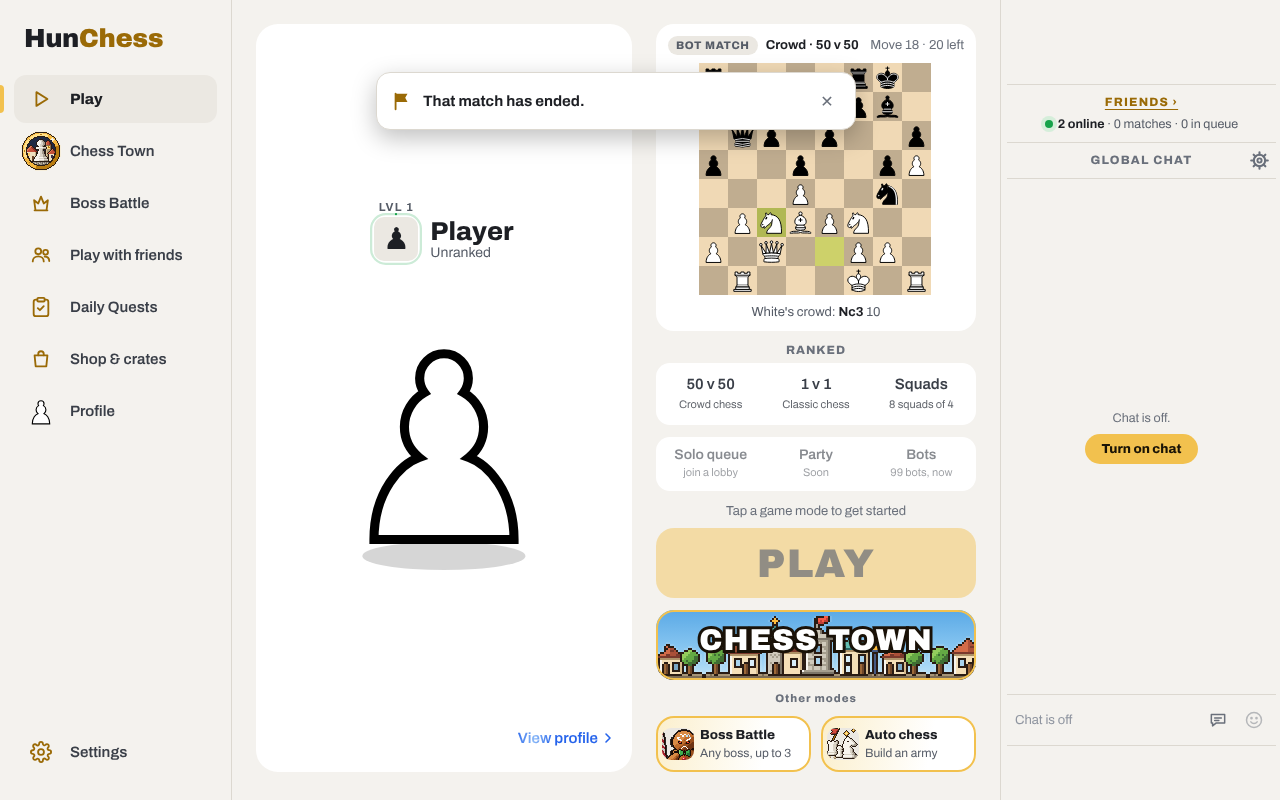 HunChess
Play
Chess Town
Boss Battle
Play with friends
Daily Quests
Shop & crates
Profile
Settings
That match has ended.
LVL 1
Player
Unranked
View profile
BOT MATCH Crowd · 50 v 50 Move 18 · 20 left
White's crowd: Nc3 10
RANKED
50 v 50 1 v 1 Squads
Crowd chess Classic chess 8 squads of 4
Solo queue Party Bots
join a lobby Soon 99 bots, now
Tap a game mode to get started
PLAY
CHESS TOWN
Other modes
Boss Battle
Any boss, up to 3
Auto chess
Build an army
FRIENDS ›
2 online · 0 matches · 0 in queue
GLOBAL CHAT
Chat is off.
Turn on chat
Chat is off